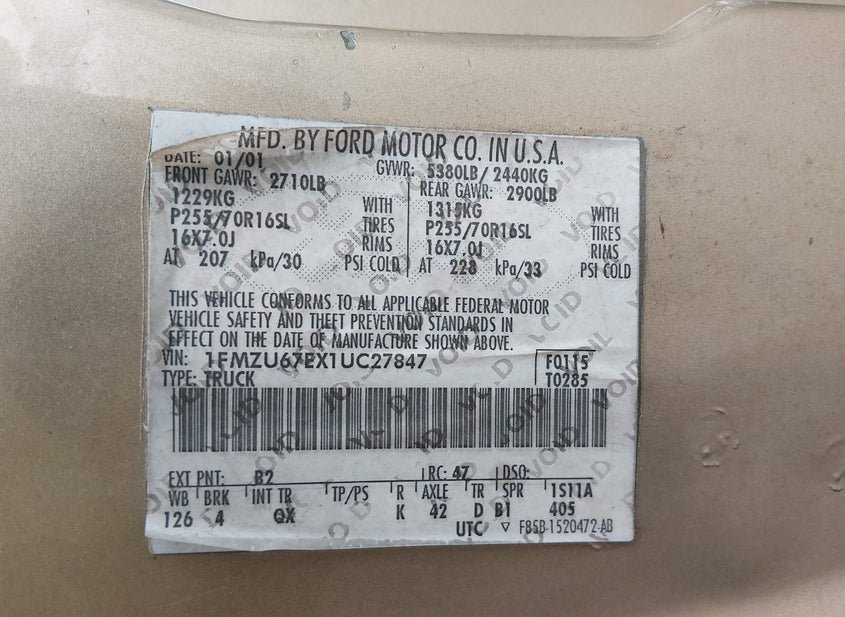 MFD. BY FORD MOTOR CO. IN U.S.A.
DATE: 01/01 GVWR: 5380LB/2440KG
FRONT GAWR: 2710LB REAR GAWR: 2900LB
1229KG WITH 1315KG WITH
P255/70R16SL TIRES P255/70R16SL TIRES
16X7.0J RIMS 16X7.0J RIMS
AT 207 kPa/30 PSI COLD AT 228 kPa/33 PSI COLD
THIS VEHICLE CONFORMS TO ALL APPLICABLE FEDERAL MOTOR
VEHICLE SAFETY AND THEFT PREVENTION STANDARDS IN
EFFECT ON THE DATE OF MANUFACTURE SHOWN ABOVE.
VIN: 1FMZU67EX1UC27847 F0115
TYPE: TRUCK T0285
EXT PNT: B2 RC: 47 DSO:
WB BRK INT TR TP/PS R AXLE TR SPR 1S11A
126 4 QX K 42 D B1 405
UTC ▽ F85B-1520472-AB